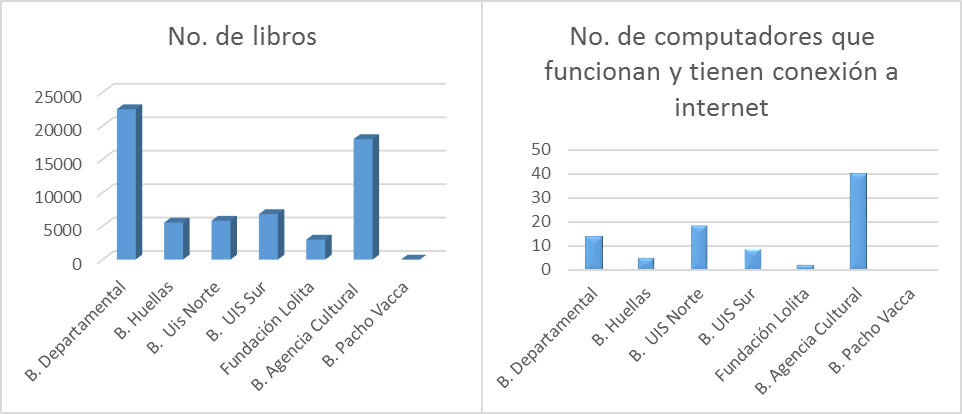 No. de libros
25000
20000
15000
10000
5000
0
B. Departamental
B. Huellas
B. Uis Norte
B. UIS Sur
Fundación Lolita
B. Agencia Cultural
B. Pacho Vacca
No. de computadores que
funcionan y tienen conexión a
internet
50
40
30
20
10
0
B. Departamental
B. Huellas
B. UIS Norte
B. UIS Sur
Fundación Lolita
B. Agencia Cultural
B. Pacho Vacca